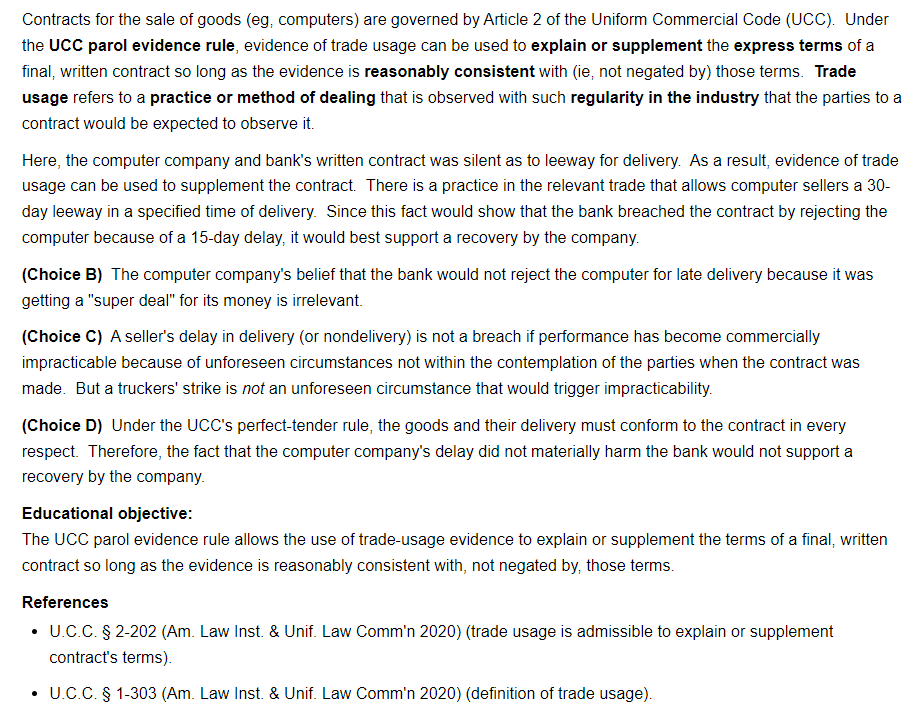 Contracts for the sale of goods (eg, computers) are governed by Article 2 of the Uniform Commercial Code (UCC).  Under
the UCC parol evidence rule, evidence of trade usage can be used to explain or supplement the express terms of a
final, written contract so long as the evidence is reasonably consistent with (ie, not negated by) those terms.  Trade
usage refers to a practice or method of dealing that is observed with such regularity in the industry that the parties to a
contract would be expected to observe it.
Here, the computer company and bank's written contract was silent as to leeway for delivery.  As a result, evidence of trade
usage can be used to supplement the contract.  There is a practice in the relevant trade that allows computer sellers a 30-
day leeway in a specified time of delivery.  Since this fact would show that the bank breached the contract by rejecting the
computer because of a 15-day delay, it would best support a recovery by the company.
(Choice B)  The computer company's belief that the bank would not reject the computer for late delivery because it was
getting a "super deal" for its money is irrelevant.
(Choice C)  A seller's delay in delivery (or nondelivery) is not a breach if performance has become commercially
impracticable because of unforeseen circumstances not within the contemplation of the parties when the contract was
made.  But a truckers' strike is not an unforeseen circumstance that would trigger impracticability.
(Choice D)  Under the UCC's perfect-tender rule, the goods and their delivery must conform to the contract in every
respect.  Therefore, the fact that the computer company's delay did not materially harm the bank would not support a
recovery by the company.
Educational objective:
The UCC parol evidence rule allows the use of trade-usage evidence to explain or supplement the terms of a final, written
contract so long as the evidence is reasonably consistent with, not negated by, those terms.
References
• U.C.C. § 2-202 (Am. Law Inst. & Unif. Law Comm'n 2020) (trade usage is admissible to explain or supplement
contract's terms).
• U.C.C. § 1-303 (Am. Law Inst. & Unif. Law Comm'n 2020) (definition of trade usage).